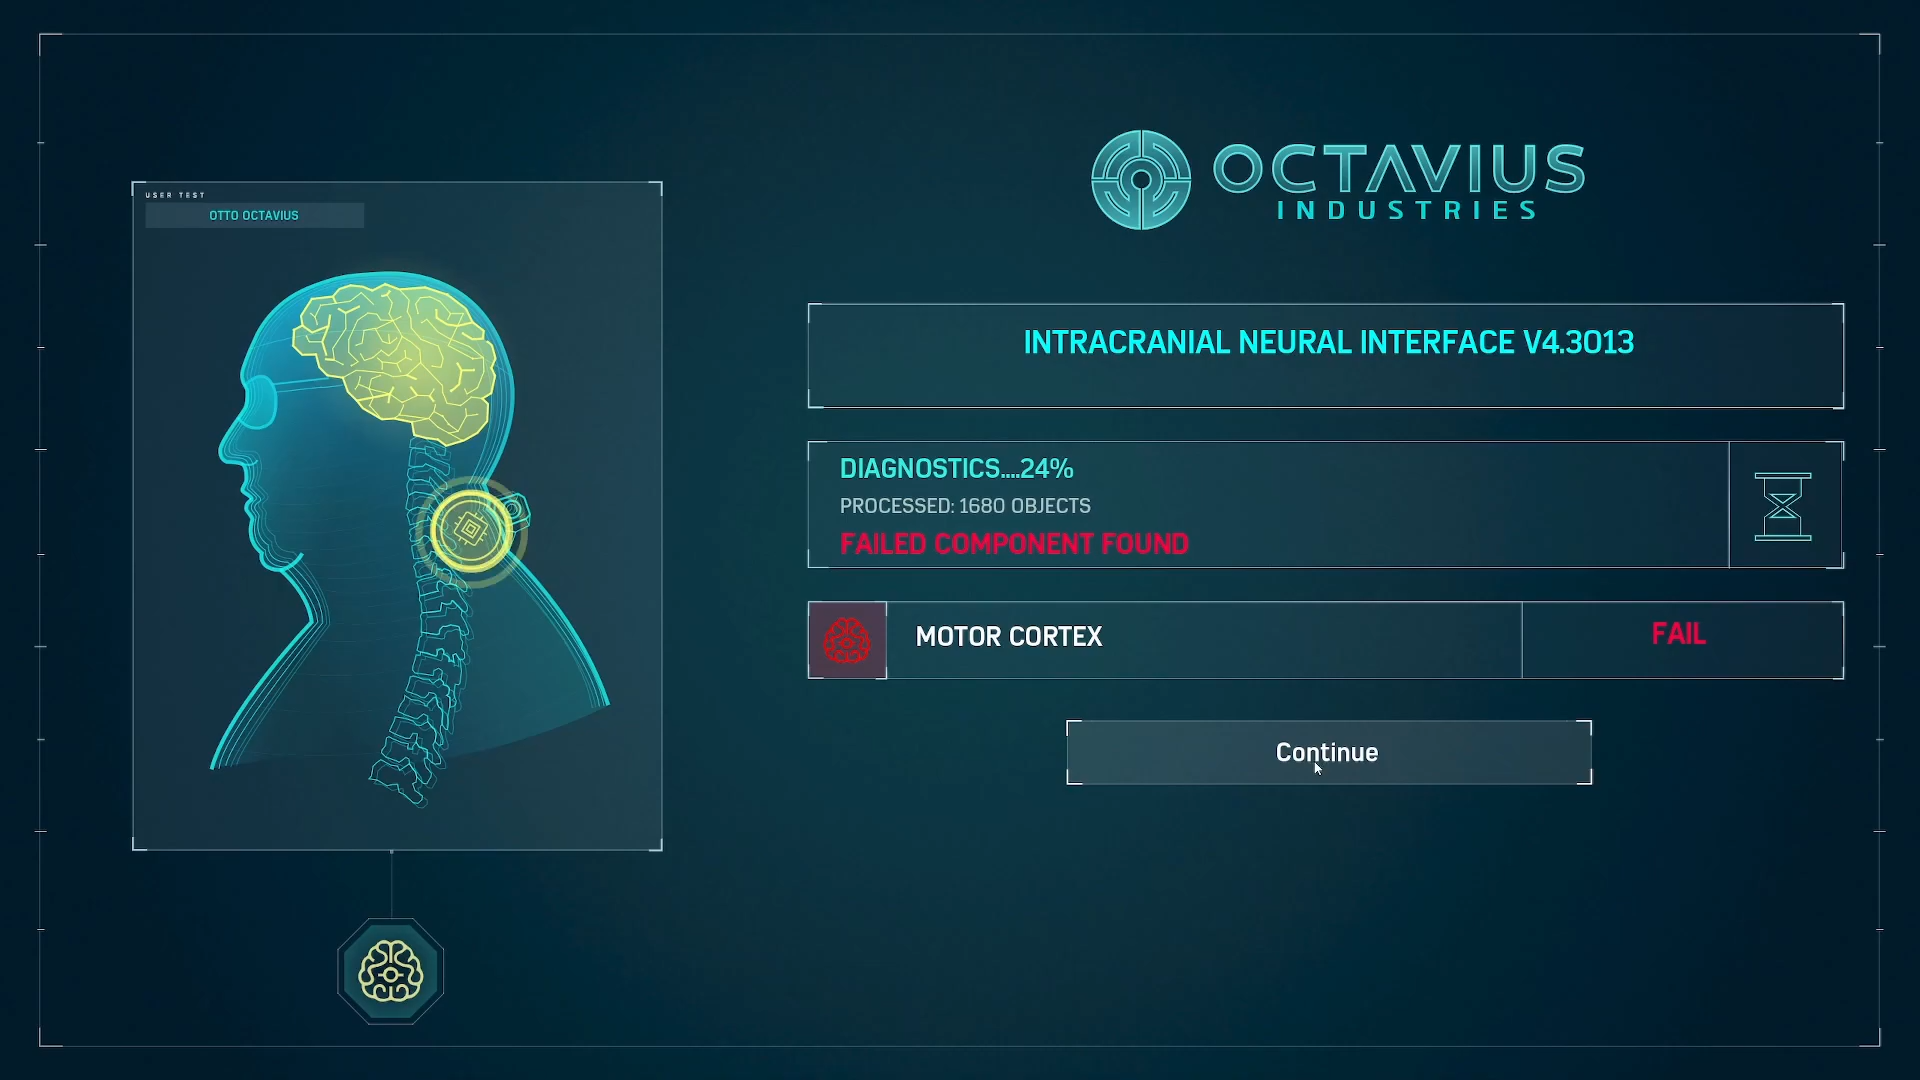 USER TEST
OTTO OCTAVIUS
OCTAVIUS
INDUSTRIES
INTRACRANIAL NEURAL INTERFACE V4.3013
DIAGNOSTICS....24%
PROCESSED: 1680 OBJECTS
FAILED COMPONENT FOUND
MOTOR CORTEX
FAIL
Continue